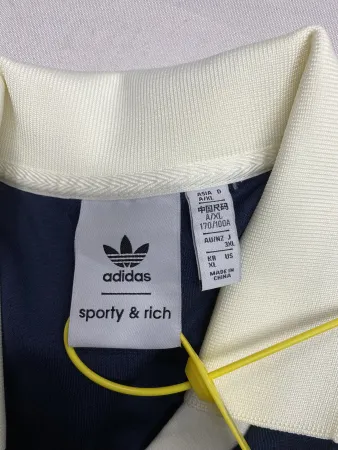 adidas
sporty & rich
ASIA D
A/XL
中国尺码
A/XL
170/100A
AU/NZ J
3XL
KR US
XL
MADE IN
CHINA